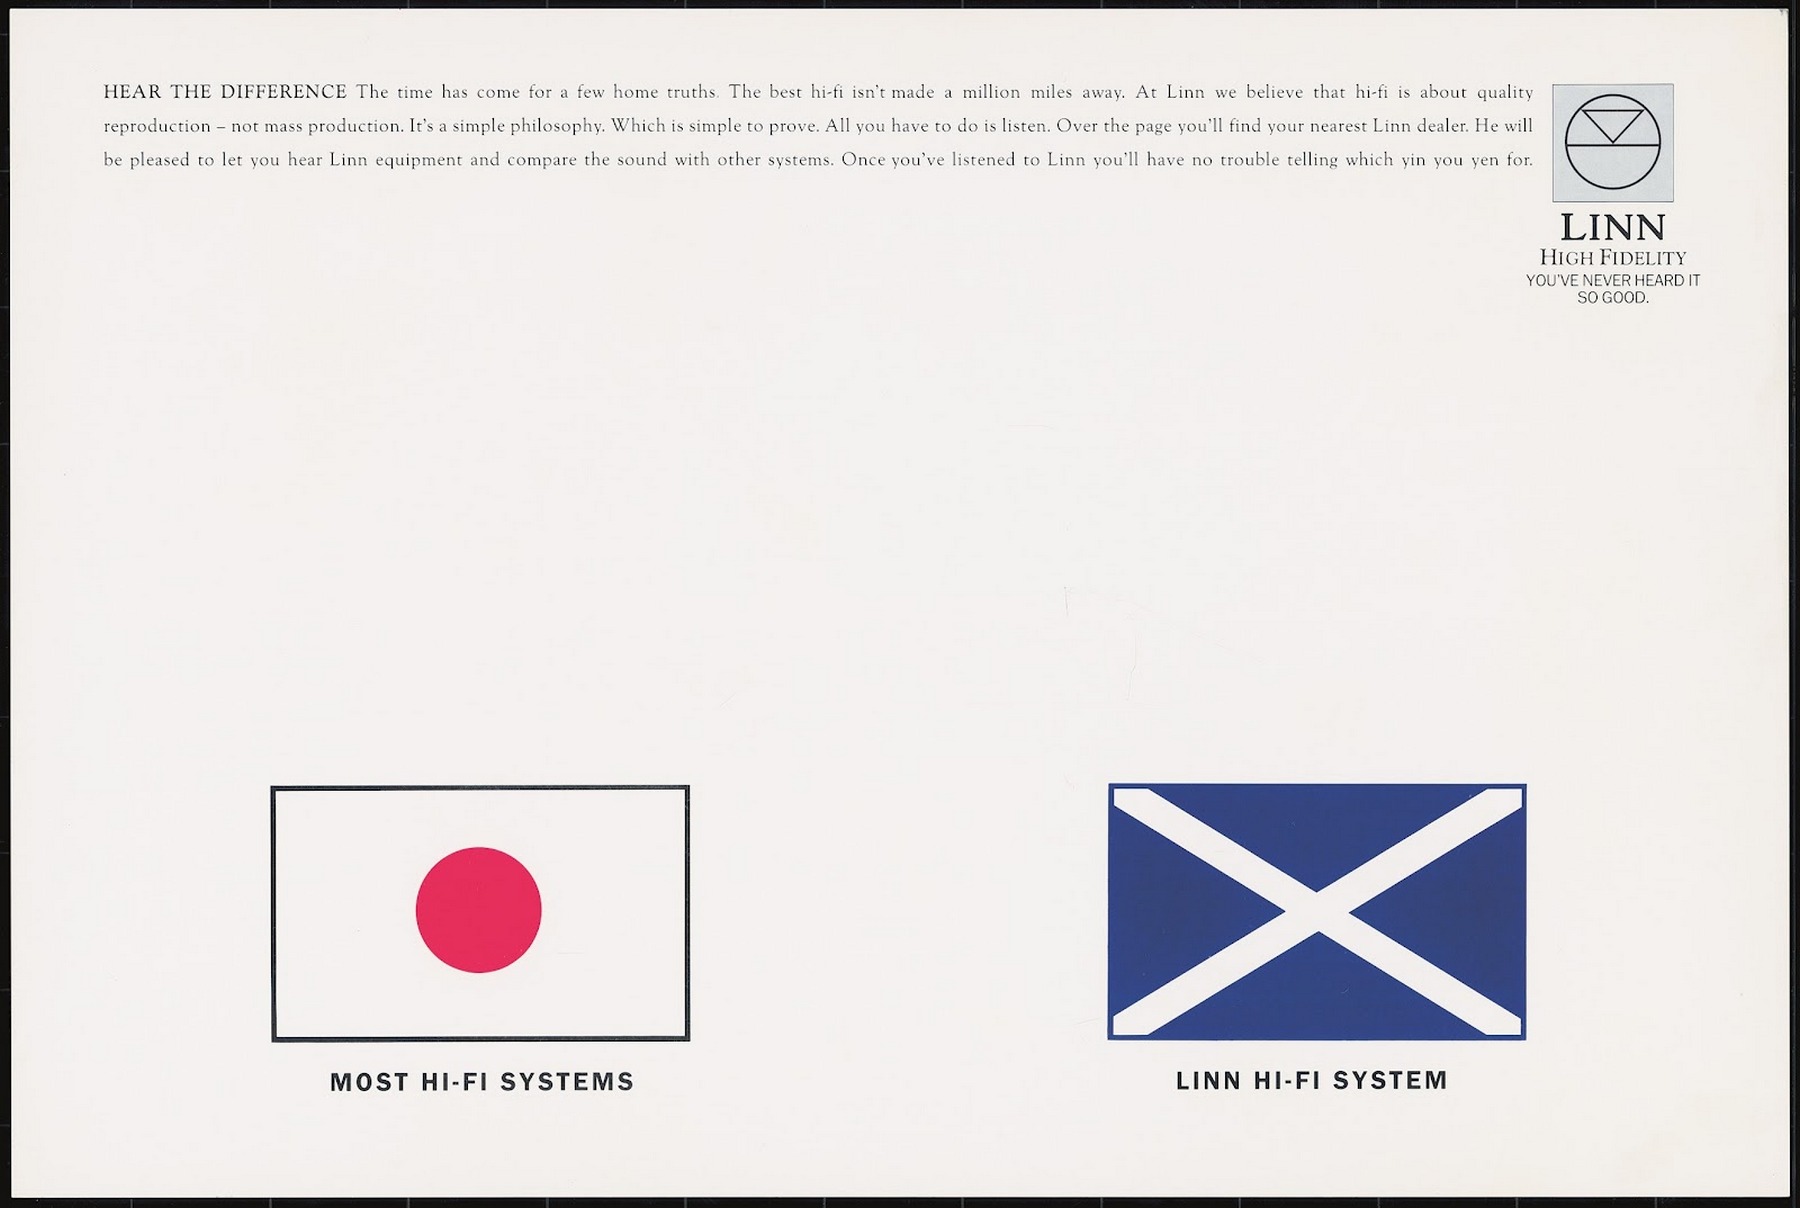 HEAR THE DIFFERENCE The time has come for a few home truths. The best hi-fi isn't made a million miles away. At Linn we believe that hi-fi is about quality
reproduction – not mass production. It's a simple philosophy. Which is simple to prove. All you have to do is listen. Over the page you'll find your nearest Linn dealer. He will
be pleased to let you hear Linn equipment and compare the sound with other systems. Once you've listened to Linn you'll have no trouble telling which yin you yen for.
LINN
HIGH FIDELITY
YOU'VE NEVER HEARD IT
SO GOOD.
MOST HI-FI SYSTEMS
LINN HI-FI SYSTEM